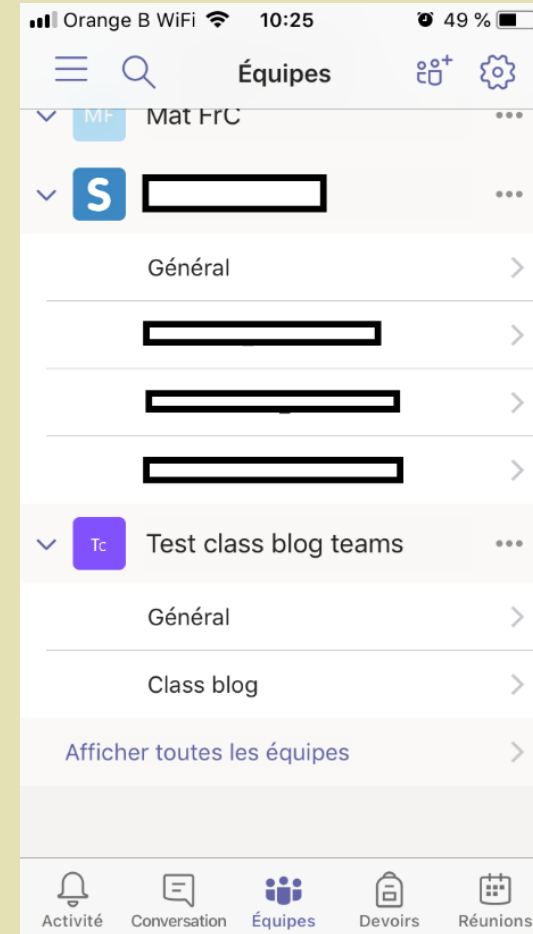 Orange B WiFi 10:25 49 %
Équipes
MF Mat FrC
S
Général
Tc Test class blog teams
Général
Class blog
Afficher toutes les équipes
Activité Conversation Équipes Devoirs Réunions